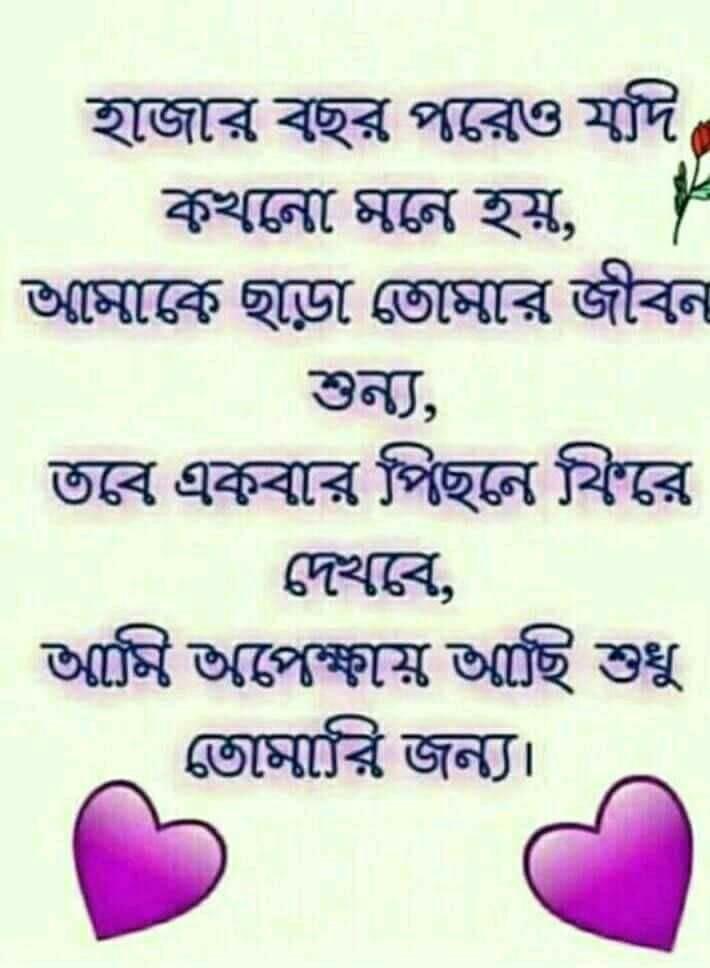 হাজার বছর পরেও যদি
কখনো মনে হয়,
আমাকে ছাড়া তোমার জীবন
শুন্য,
তবে একবার পিছনে ফিরে
দেখবে,
আমি অপেক্ষায় আছি শুধু
তোমারি জন্য।